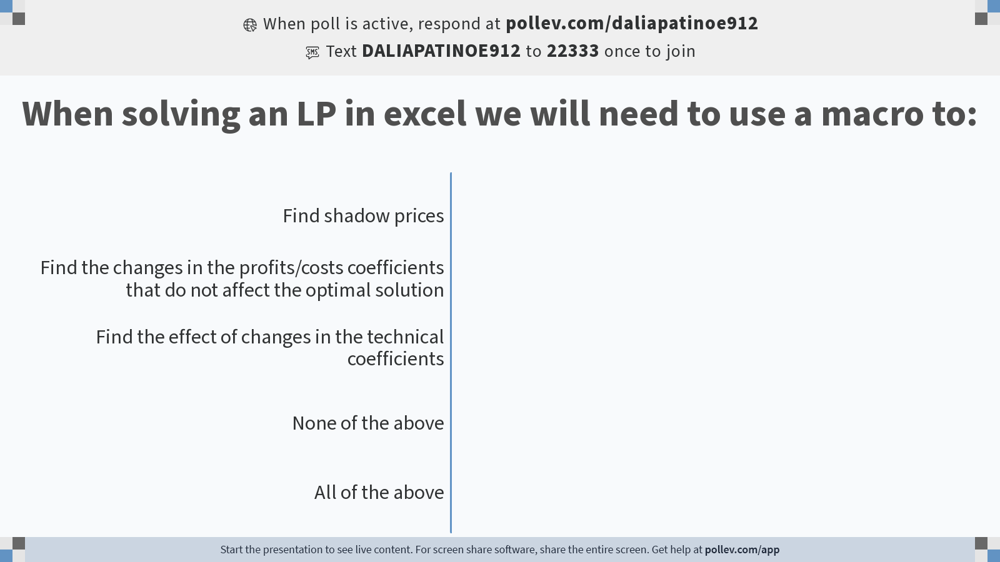 When poll is active, respond at pollev.com/daliapatinoe912
SMS Text DALIAPATINOE912 to 22333 once to join
When solving an LP in excel we will need to use a macro to:
Find shadow prices
Find the changes in the profits/costs coefficients
that do not affect the optimal solution
Find the effect of changes in the technical
coefficients
None of the above
All of the above
Start the presentation to see live content. For screen share software, share the entire screen. Get help at pollev.com/app